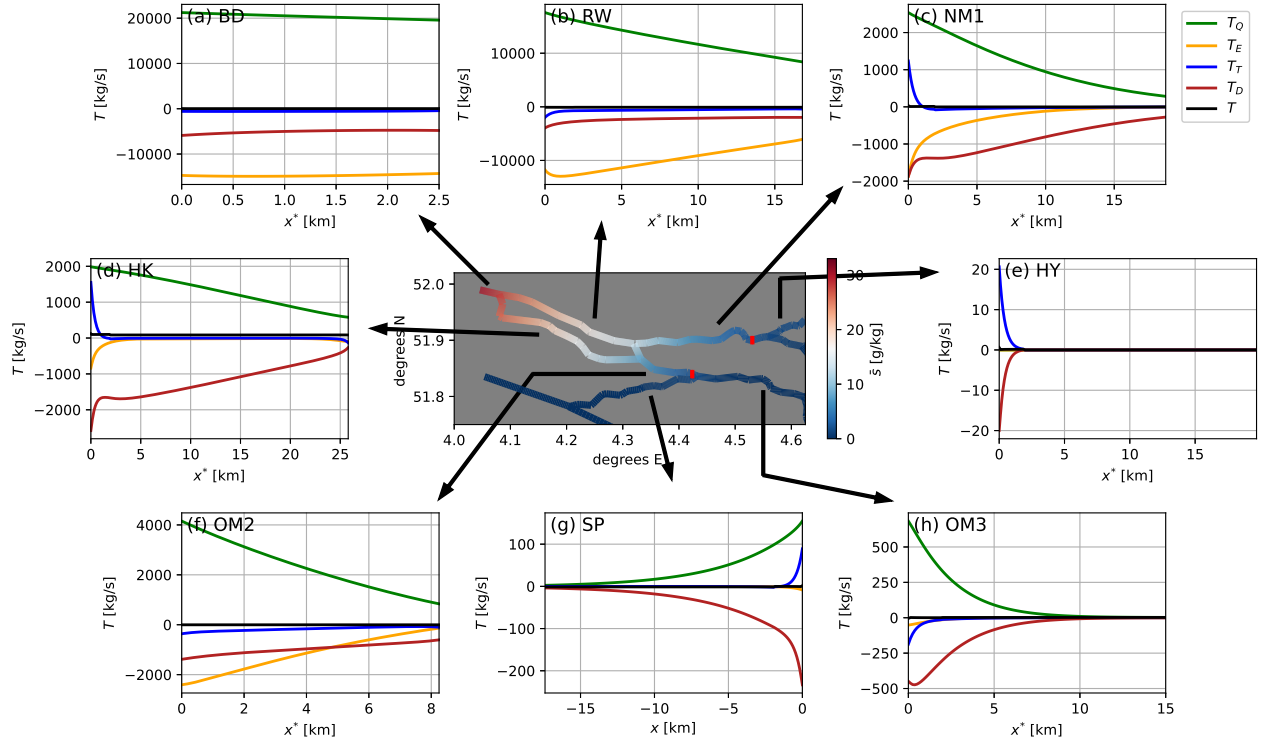 (a) BD
20000
10000
0
−10000
T [kg/s]
0.0 0.5 1.0 1.5 2.0 2.5
x* [km]
(b) RW
10000
0
−10000
T [kg/s]
0 5 10 15
x* [km]
(c) NM1
2000
1000
0
−1000
−2000
T [kg/s]
0 5 10 15
x* [km]
T_Q
T_E
T_T
T_D
T
(d) HK
2000
1000
0
−1000
−2000
T [kg/s]
0 5 10 15 20 25
x* [km]
52.0
51.9
51.8
degrees N
4.0 4.1 4.2 4.3 4.4 4.5 4.6
degrees E
30
20
10
0
s̄ [g/kg]
(e) HY
20
0
−20
T [kg/s]
0 5 10 15
x* [km]
(f) OM2
4000
2000
0
−2000
T [kg/s]
0 2 4 6 8
x* [km]
(g) SP
100
0
−100
−200
T [kg/s]
−15 −10 −5 0
x [km]
(h) OM3
500
250
0
−250
−500
T [kg/s]
0 5 10 15
x* [km]